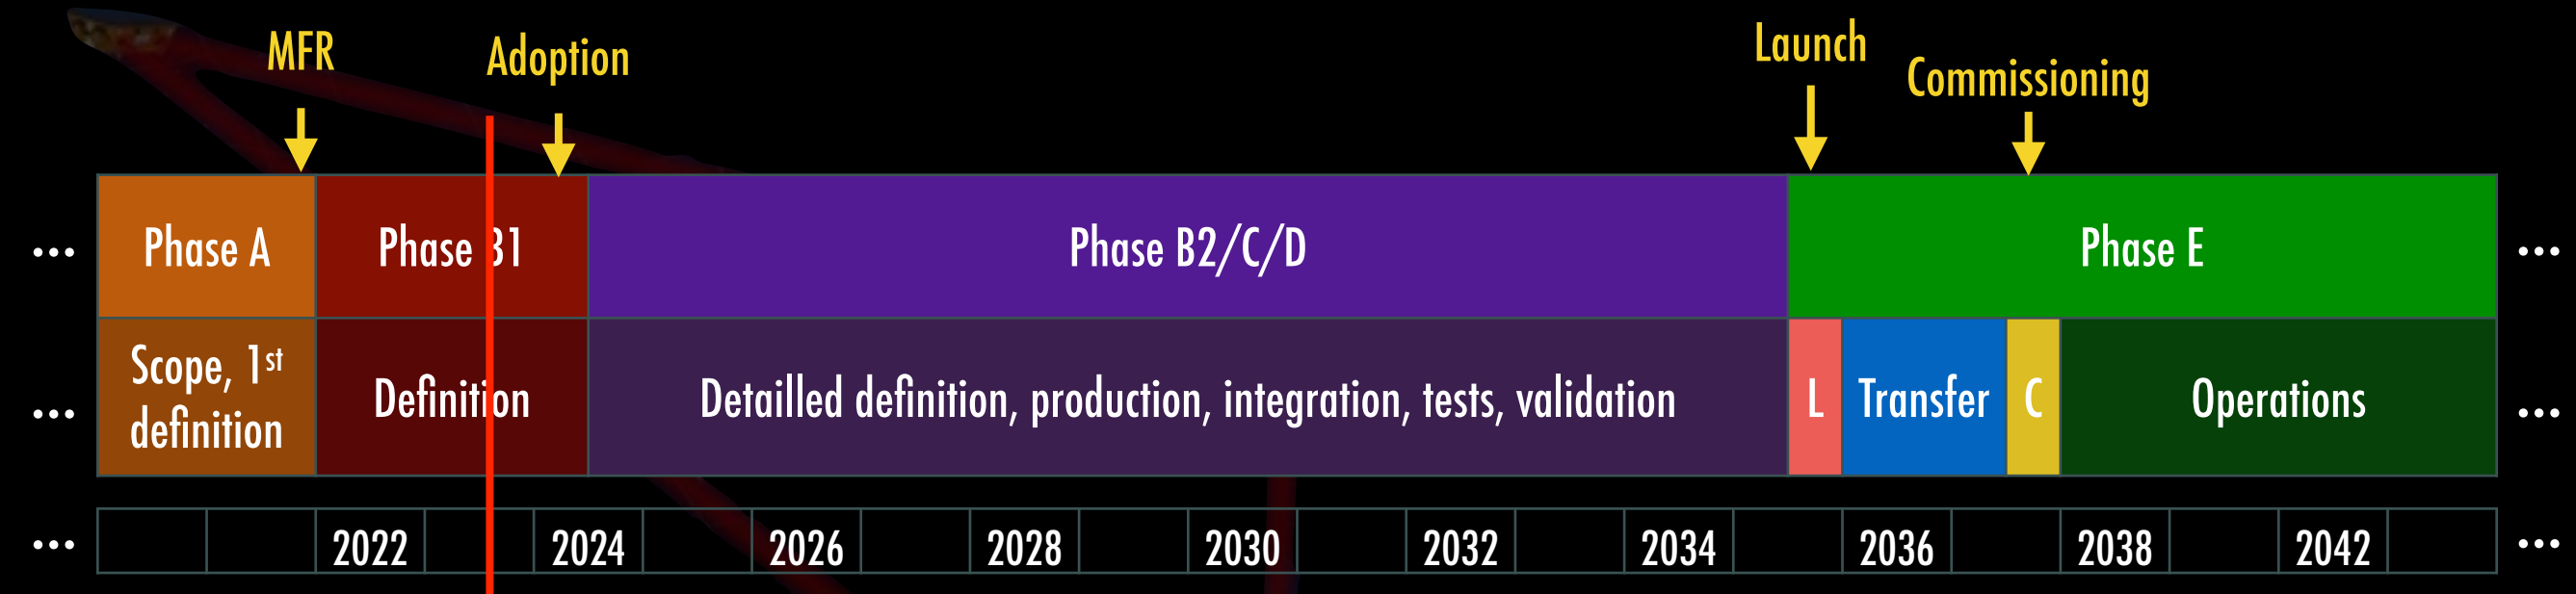 MFR
Adoption
Launch
Commissioning
... Phase A Phase B1 Phase B2/C/D Phase E ...
... Scope, 1st
definition
Definition
Detailled definition, production, integration, tests, validation
L Transfer C Operations ...
... 2022 2024 2026 2028 2030 2032 2034 2036 2038 2042 ...